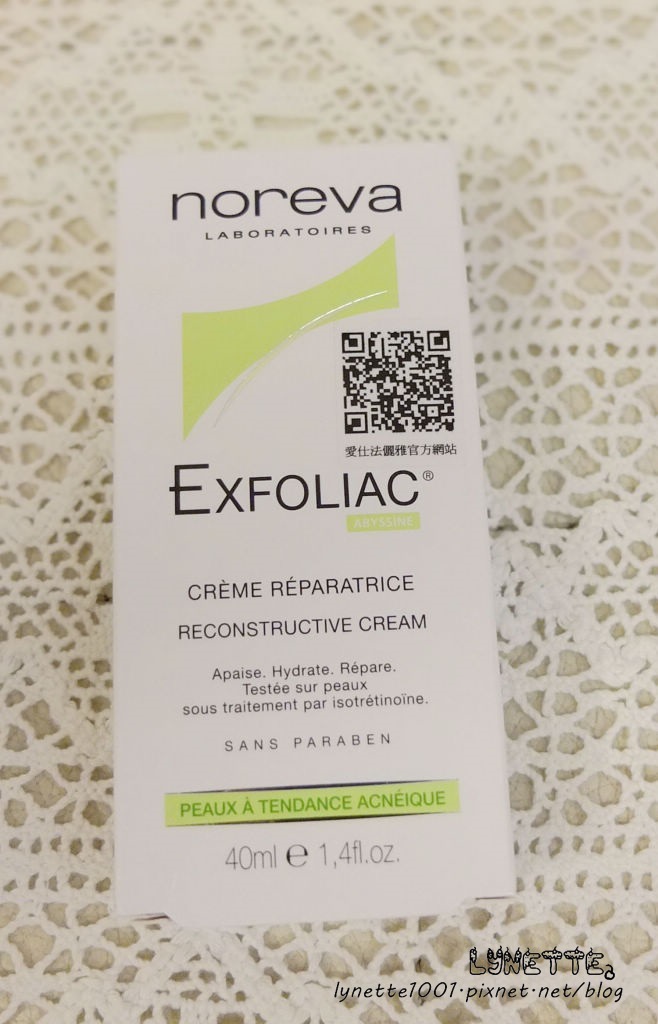 noreva
LABORATOIRES
愛仕法儷雅官方網站
EXFOLIAC®
ABYSSINE
CRÈME RÉPARATRICE
RECONSTRUCTIVE CREAM
Apaise. Hydrate. Répare.
Testée sur peaux
sous traitement par isotrétinoïne.
SANS PARABEN
PEAUX À TENDANCE ACNÉIQUE
40ml ℮ 1,4fl.oz.
LYNETTE。
lynette1001.pixnet.net/blog